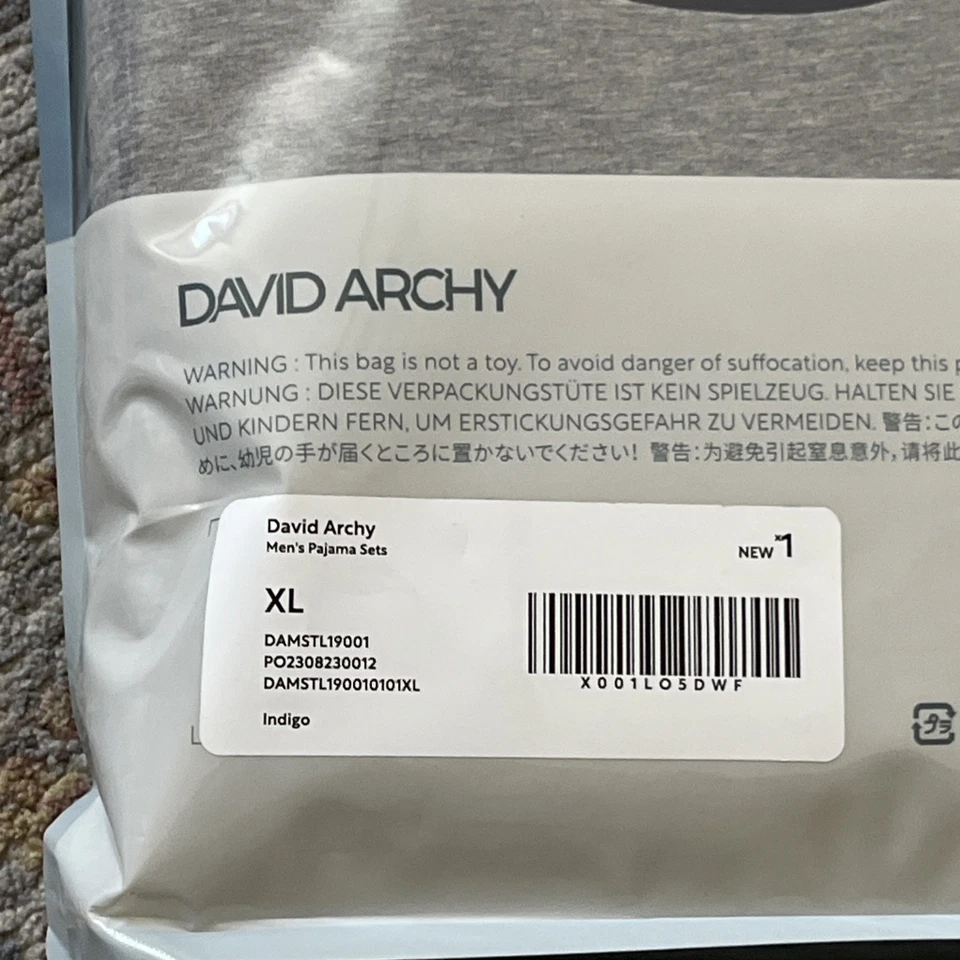 DAVID ARCHY
WARNING : This bag is not a toy. To avoid danger of suffocation, keep this
WARNUNG : DIESE VERPACKUNGSTÜTE IST KEIN SPIELZEUG. HALTEN SIE
UND KINDERN FERN, UM ERSTICKUNGSGEFAHR ZU VERMEIDEN. 警告：この
めに、幼児の手が届くところに置かないでください！ 警告：为避免引起窒息意外，请将此
David Archy
Men's Pajama Sets
NEW x1
XL
DAMSTL19001
PO2308230012
DAMSTL190010101XL
X001LO5DWF
Indigo
プラ